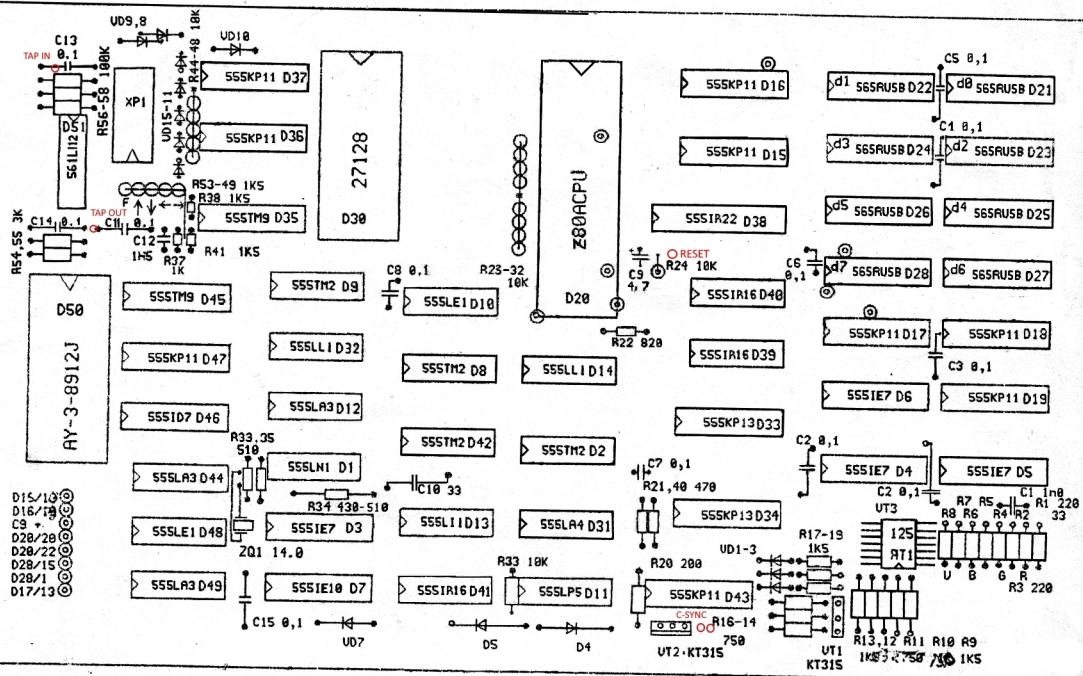 VD9,8
10K
VD10
C13
0.1
TAP IN
100K
R56-58
XP1
R44-48
VD15-11
555KP11 D37
555KP11 D36
D51
561LI12
27128
D30
Z80ACPU
D20
555KP11 D16
555KP11 D15
555IR22 D38
C5 0,1
d1 565RU5B D22
d0 565RU5B D21
C1 0,1
d3 565RU5B D24
d2 565RU5B D23
d5 565RU5B D26
d4 565RU5B D25
R53-49 1K5
R38 1K5
F
TAP OUT
C14 0.1
C11 0,1
555TM9 D35
R54,55 3K
C12
1H5
R37
1K
R41 1K5
R23-32
10K
C9
4,7
R24 10K
RESET
C6
0,1
d7 565RU5B D28
d6 565RU5B D27
D50
AY-3-8912J
555TM9 D45
555TM2 D9
C8 0,1
555LE1 D10
555IR16 D40
555KP11 D47
555LL1 D32
R22 820
555KP11 D17
555KP11 D18
C3 0,1
555TM2 D8
555LL1 D14
555IR16 D39
555ID7 D46
555LA3 D12
555IE7 D6
555KP11 D19
555KP13 D33
R33,35
510
555TM2 D42
555TM2 D2
555LA3 D44
555LN1 D1
C10 33
C7 0,1
R21,40 470
C2 0,1
555IE7 D4
555IE7 D5
C2 0,1
R34 430-510
D15/10
D16/10
C9 +
D20/20
D20/22
D28/15
D28/1
D17/13
555LE1 D48
555IE7 D3
555LI1 D13
555LA4 D31
555KP13 D34
VT3
125
RT1
R8
R7
R6
R5
R4
R2
C1 1n0
R1 220
33
ZQ1 14.0
R17-19
1K5
VD1-3
V B G R
R3 220
555LA3 D49
555IE10 D7
R33 10K
555IR16 D41
555LP5 D11
R20 200
555KP11 D43
C15 0,1
VD7
D5
D4
C-SYNC
VT2-KT315
R16-14
750
VT1
KT315
R13,12 R11 R10 R9
1K5